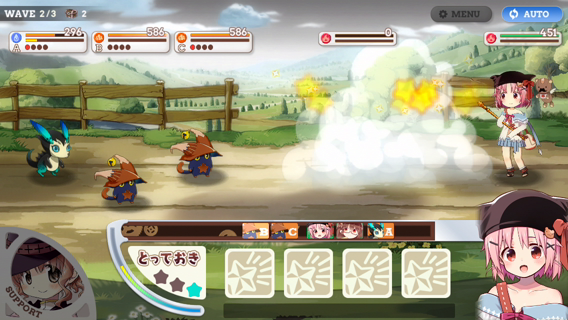 WAVE 2/3 2
MENU
AUTO
296
586
586
0
451
A
B
C
B C A
とっておき
SUPPORT